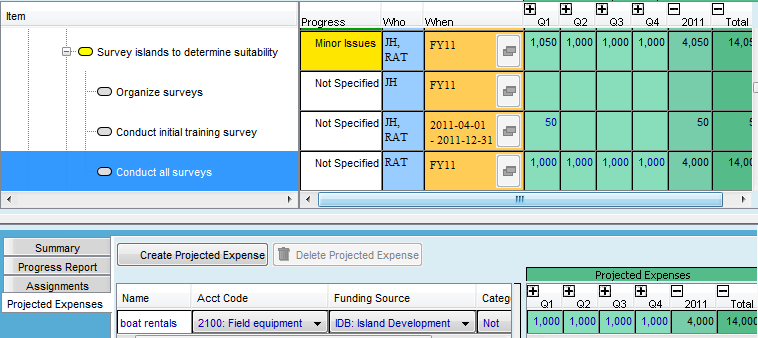 Item
Progress Who When Q1 Q2 Q3 Q4 2011 Total
Survey islands to determine suitability Minor Issues JH, RAT FY11 1,050 1,000 1,000 1,000 4,050
Organize surveys Not Specified JH FY11
Conduct initial training survey Not Specified JH, RAT 2011-04-01 - 2011-12-31 50 50
Conduct all surveys Not Specified RAT FY11 1,000 1,000 1,000 1,000 4,000
Summary
Progress Report
Assignments
Projected Expenses
Create Projected Expense Delete Projected Expense
Projected Expenses
Name Acct Code Funding Source Categ Q1 Q2 Q3 Q4 2011 Total
boat rentals 2100: Field equipment IDB: Island Development Not 1,000 1,000 1,000 1,000 4,000 14,000